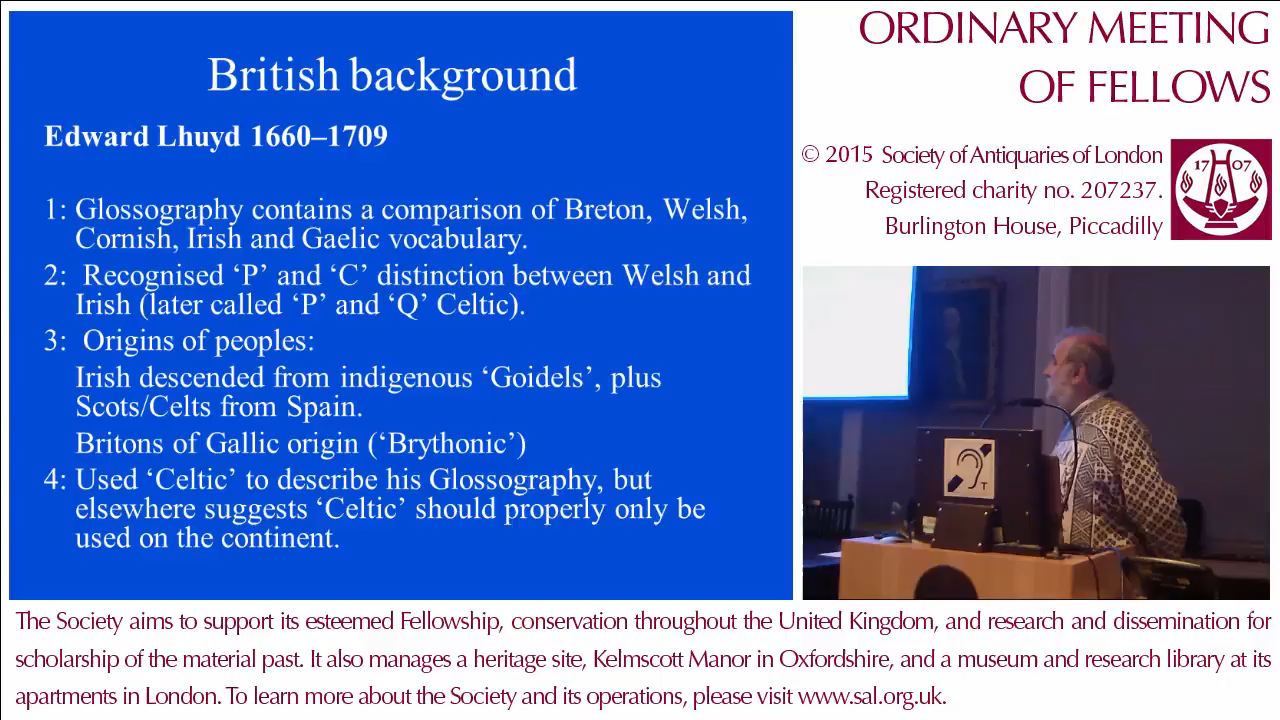 British background
Edward Lhuyd 1660–1709
1: Glossography contains a comparison of Breton, Welsh,
Cornish, Irish and Gaelic vocabulary.
2: Recognised ‘P’ and ‘C’ distinction between Welsh and
Irish (later called ‘P’ and ‘Q’ Celtic).
3: Origins of peoples:
Irish descended from indigenous ‘Goidels’, plus
Scots/Celts from Spain.
Britons of Gallic origin (‘Brythonic’)
4: Used ‘Celtic’ to describe his Glossography, but
elsewhere suggests ‘Celtic’ should properly only be
used on the continent.
ORDINARY MEETING
OF FELLOWS
© 2015 Society of Antiquaries of London
Registered charity no. 207237.
Burlington House, Piccadilly
17 07
T
The Society aims to support its esteemed Fellowship, conservation throughout the United Kingdom, and research and dissemination for
scholarship of the material past. It also manages a heritage site, Kelmscott Manor in Oxfordshire, and a museum and research library at its
apartments in London. To learn more about the Society and its operations, please visit www.sal.org.uk.